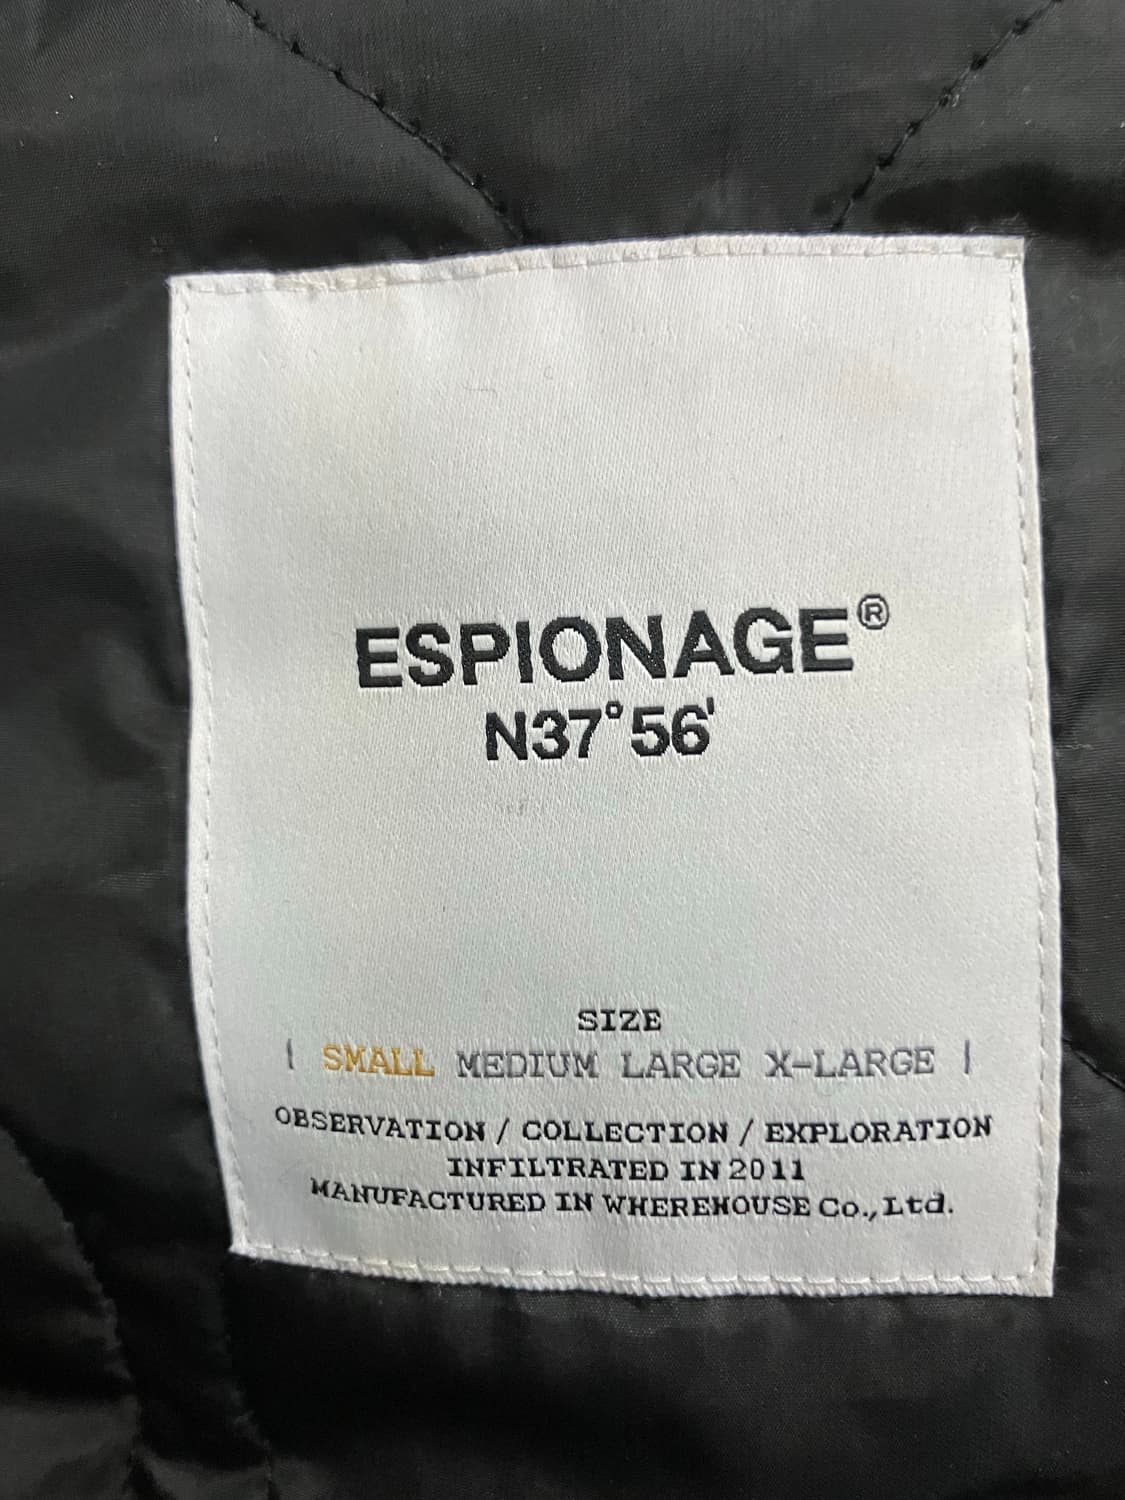 ESPIONAGE®
N37°56'
SIZE
| SMALL MEDIUM LARGE X-LARGE |
OBSERVATION / COLLECTION / EXPLORATION
INFILTRATED IN 2011
MANUFACTURED IN WHEREHOUSE Co.,Ltd.